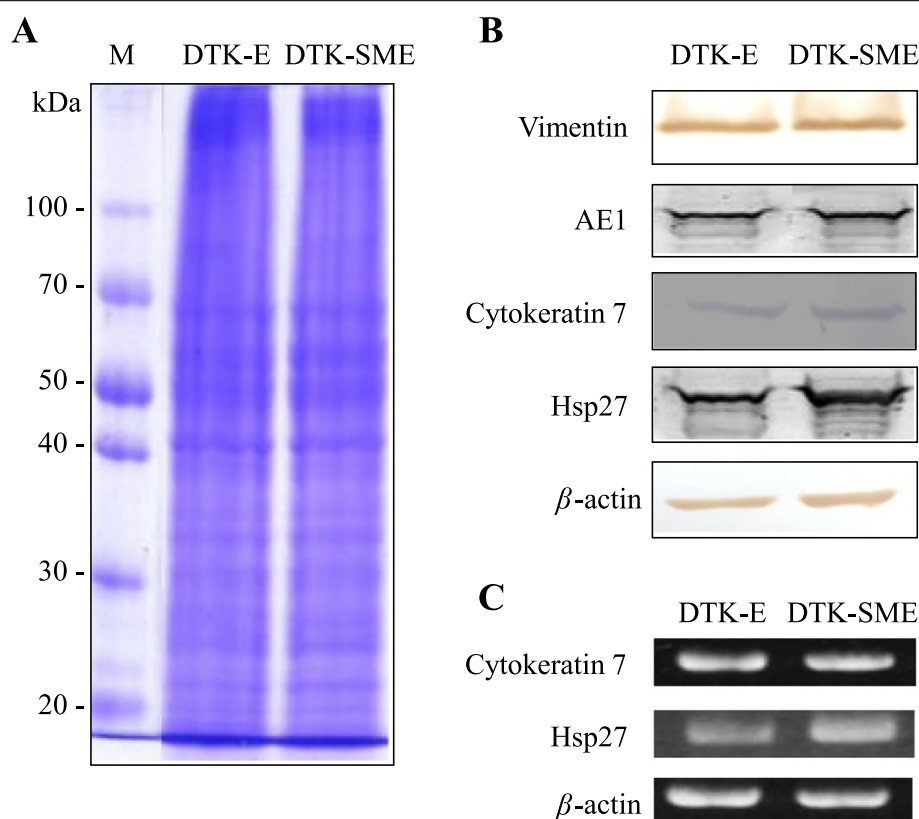 A
M DTK-E DTK-SME
kDa
100 -
70 -
50 -
40 -
30 -
20 -
B
DTK-E DTK-SME
Vimentin
AE1
Cytokeratin 7
Hsp27
β-actin
C
DTK-E DTK-SME
Cytokeratin 7
Hsp27
β-actin